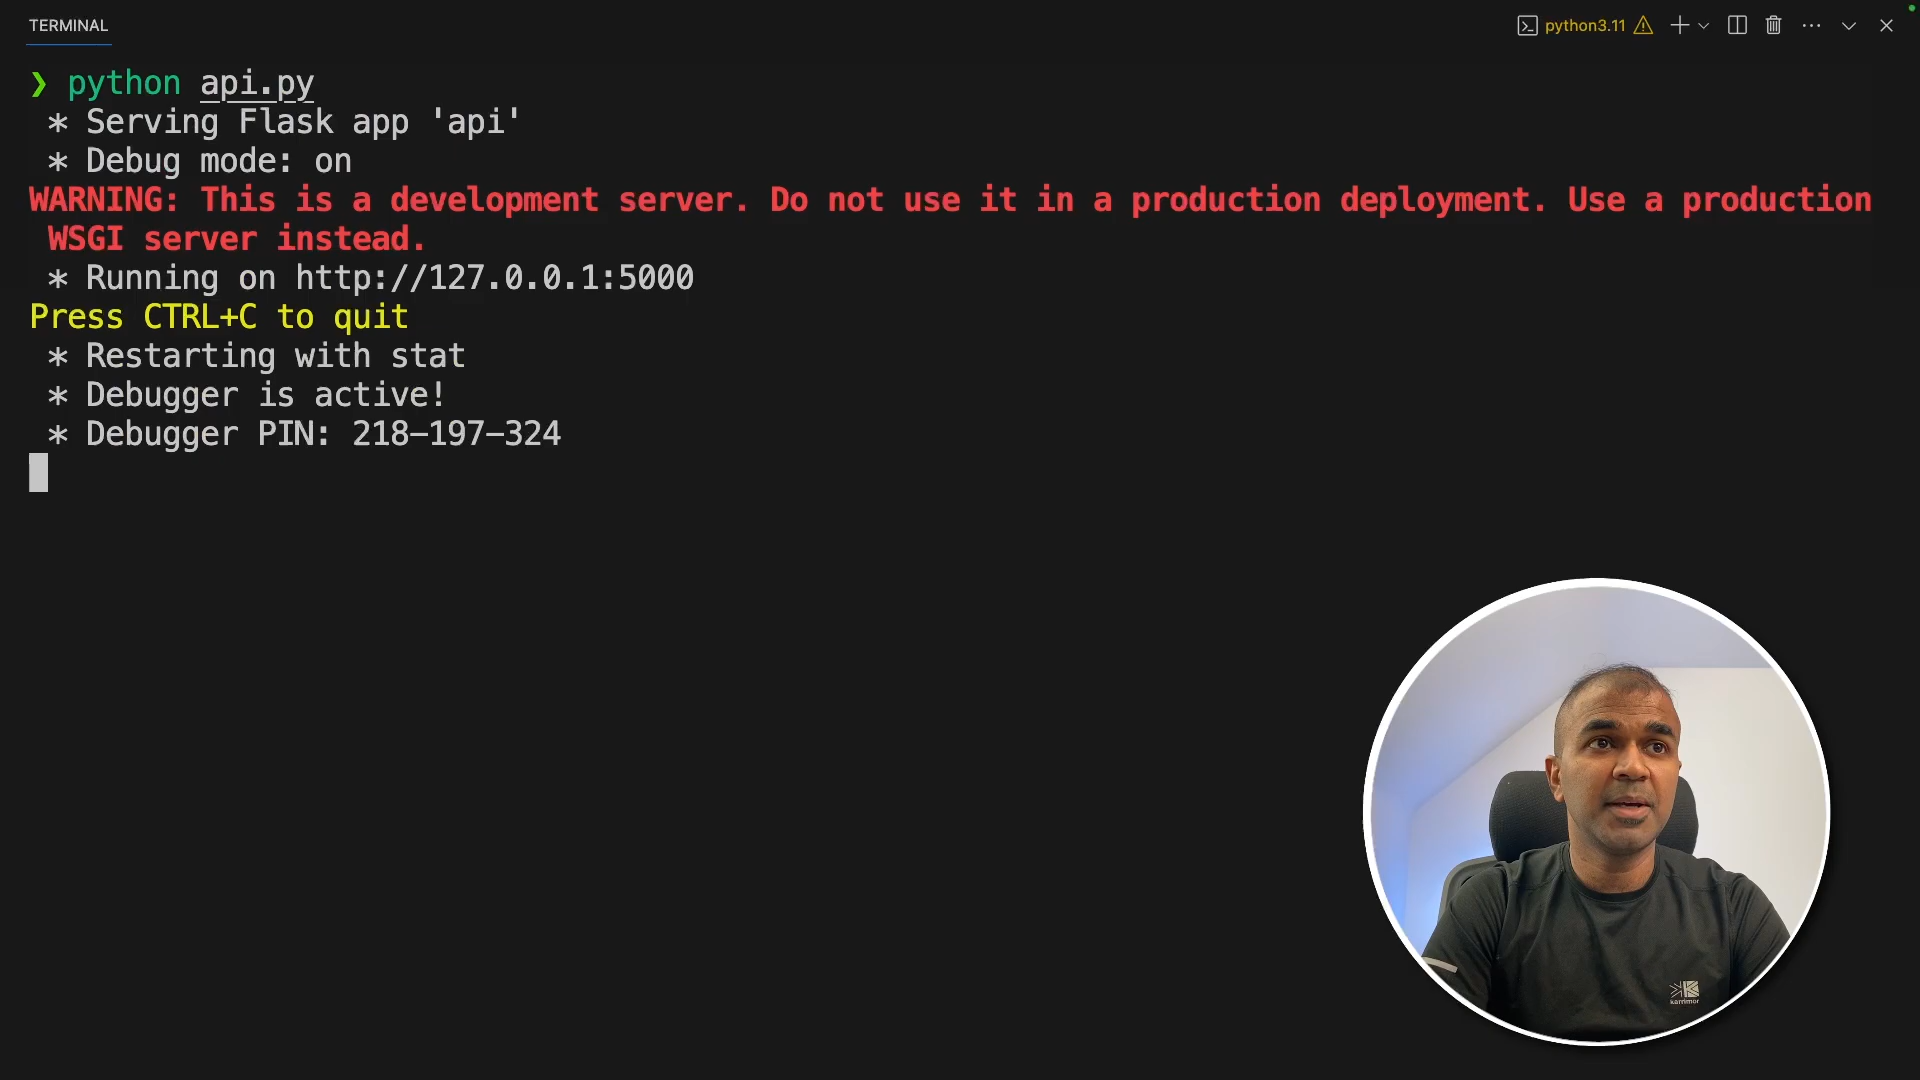 TERMINAL
python3.11
❯ python api.py
* Serving Flask app 'api'
* Debug mode: on
WARNING: This is a development server. Do not use it in a production deployment. Use a production
WSGI server instead.
* Running on http://127.0.0.1:5000
Press CTRL+C to quit
* Restarting with stat
* Debugger is active!
* Debugger PIN: 218-197-324
karrimor